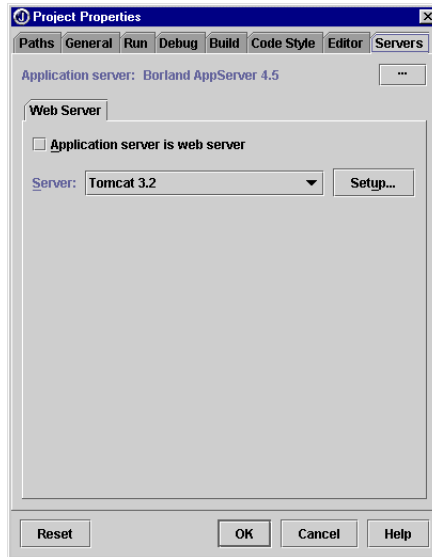 Project Properties
Paths General Run Debug Build Code Style Editor Servers
Application server: Borland AppServer 4.5 ...
Web Server
Application server is web server
Server: Tomcat 3.2 Setup...
Reset OK Cancel Help